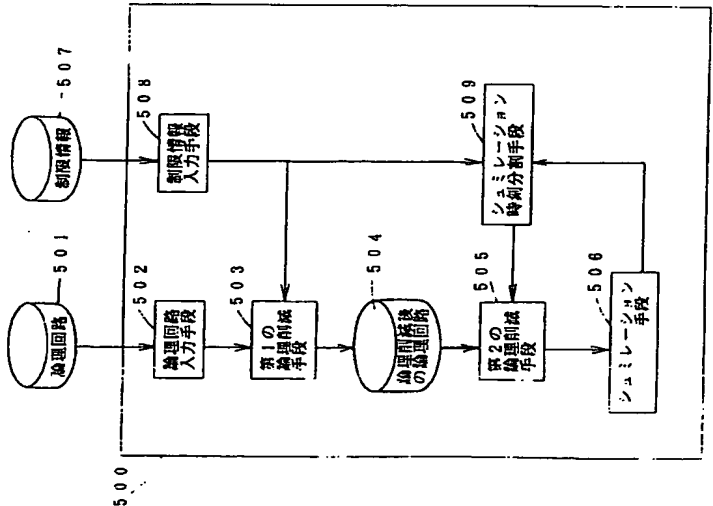 500
論理回路
501
制限情報
507
論理回路
入力手段
502
制限情報
入力手段
508
第1の
論理削減
手段
503
論理削減後
の論理回路
504
シュミレーション
時刻分割手段
509
第2の
論理削減
手段
505
シュミレーション
手段
506